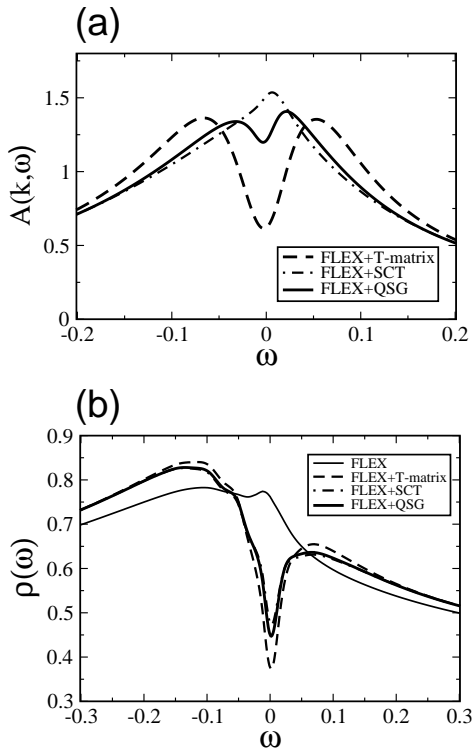 (a)
A(k,ω)
1.5
1
0.5
0
FLEX+T-matrix
FLEX+SCT
FLEX+QSG
-0.2
-0.1
0
0.1
0.2
ω
(b)
ρ(ω)
0.9
0.8
0.7
0.6
0.5
0.4
0.3
FLEX
FLEX+T-matrix
FLEX+SCT
FLEX+QSG
-0.3
-0.2
-0.1
0
0.1
0.2
0.3
ω